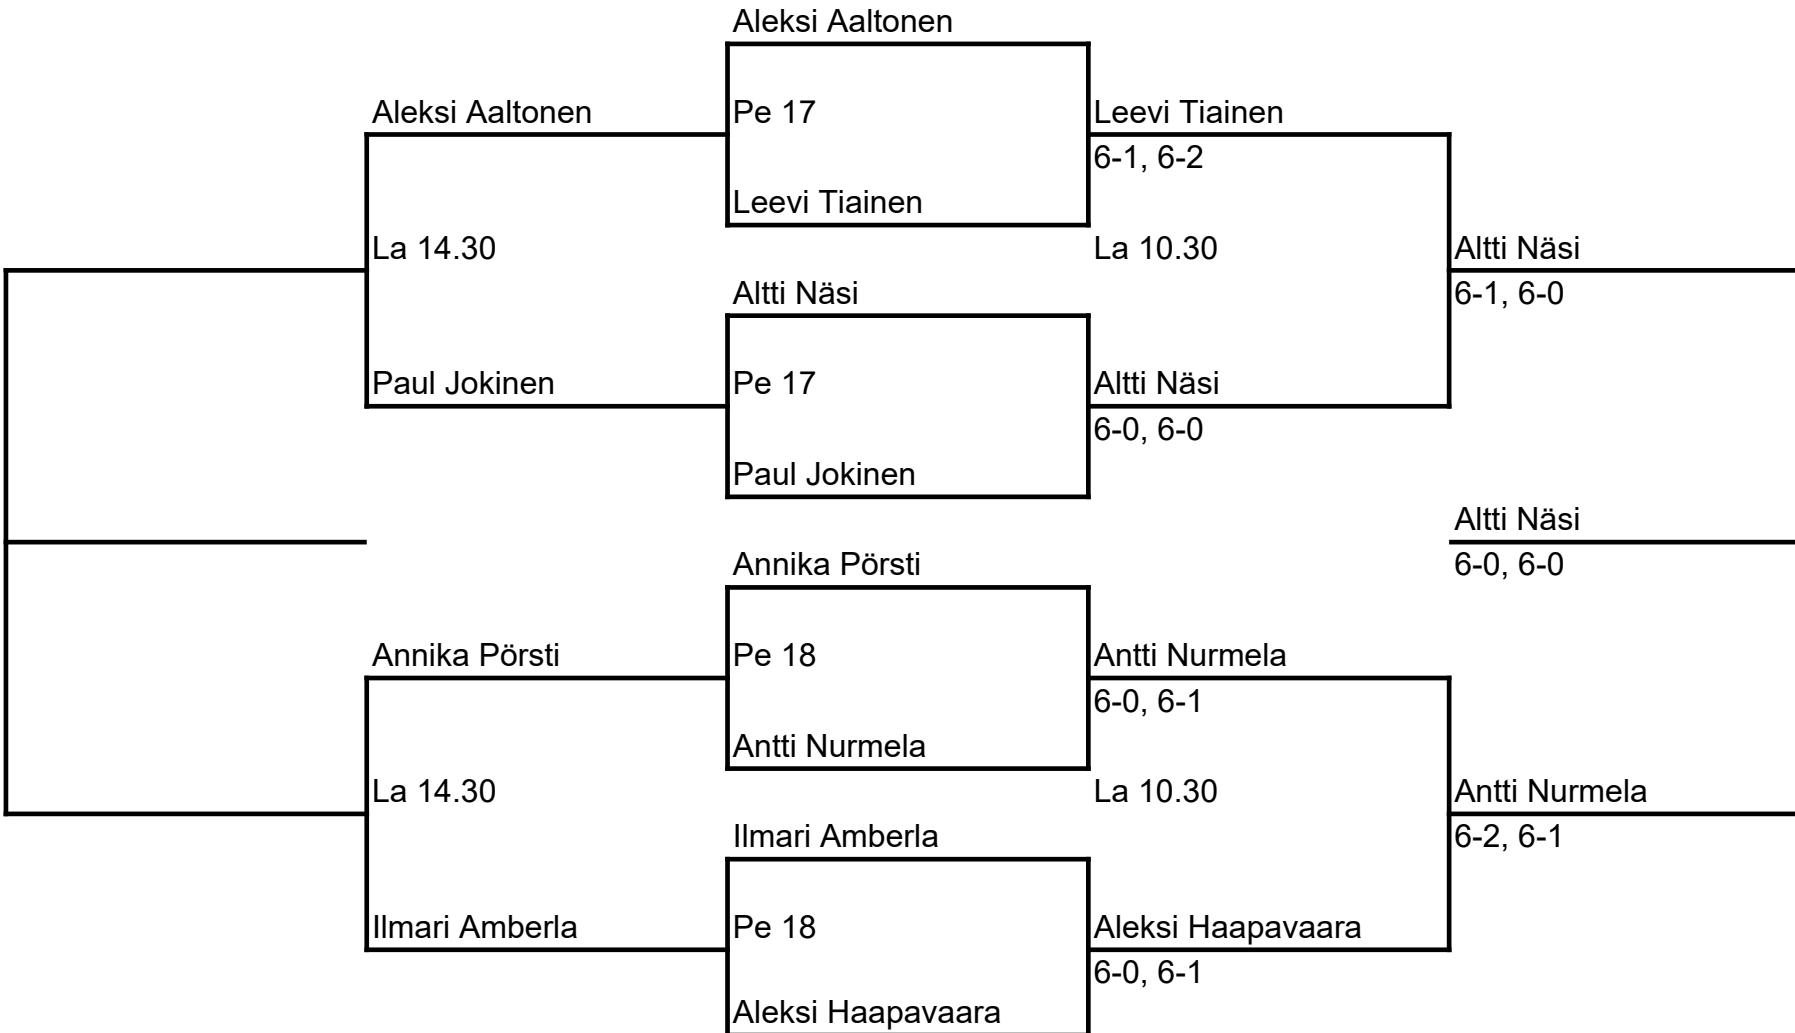 Aleksi Aaltonen
Aleksi Aaltonen
Pe 17
Leevi Tiainen
6-1, 6-2
Leevi Tiainen
La 14.30
La 10.30
Altti Näsi
Altti Näsi
6-1, 6-0
Paul Jokinen
Pe 17
Altti Näsi
6-0, 6-0
Paul Jokinen
Altti Näsi
6-0, 6-0
Annika Pörsti
Annika Pörsti
Pe 18
Antti Nurmela
6-0, 6-1
Antti Nurmela
La 14.30
La 10.30
Antti Nurmela
Ilmari Amberla
6-2, 6-1
Ilmari Amberla
Pe 18
Aleksi Haapavaara
6-0, 6-1
Aleksi Haapavaara